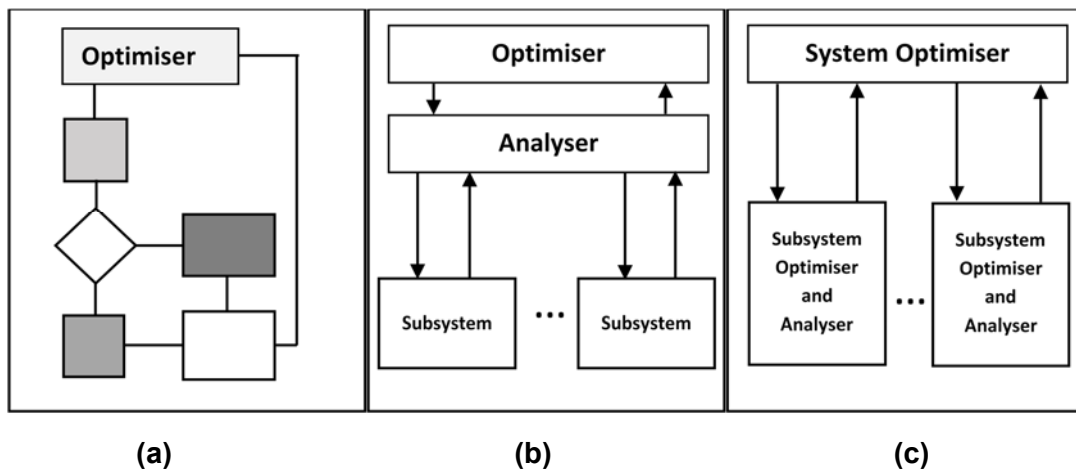 Optimiser
Optimiser
Analyser
Subsystem
...
Subsystem
System Optimiser
Subsystem
Optimiser
and
Analyser
...
Subsystem
Optimiser
and
Analyser
(a)
(b)
(c)